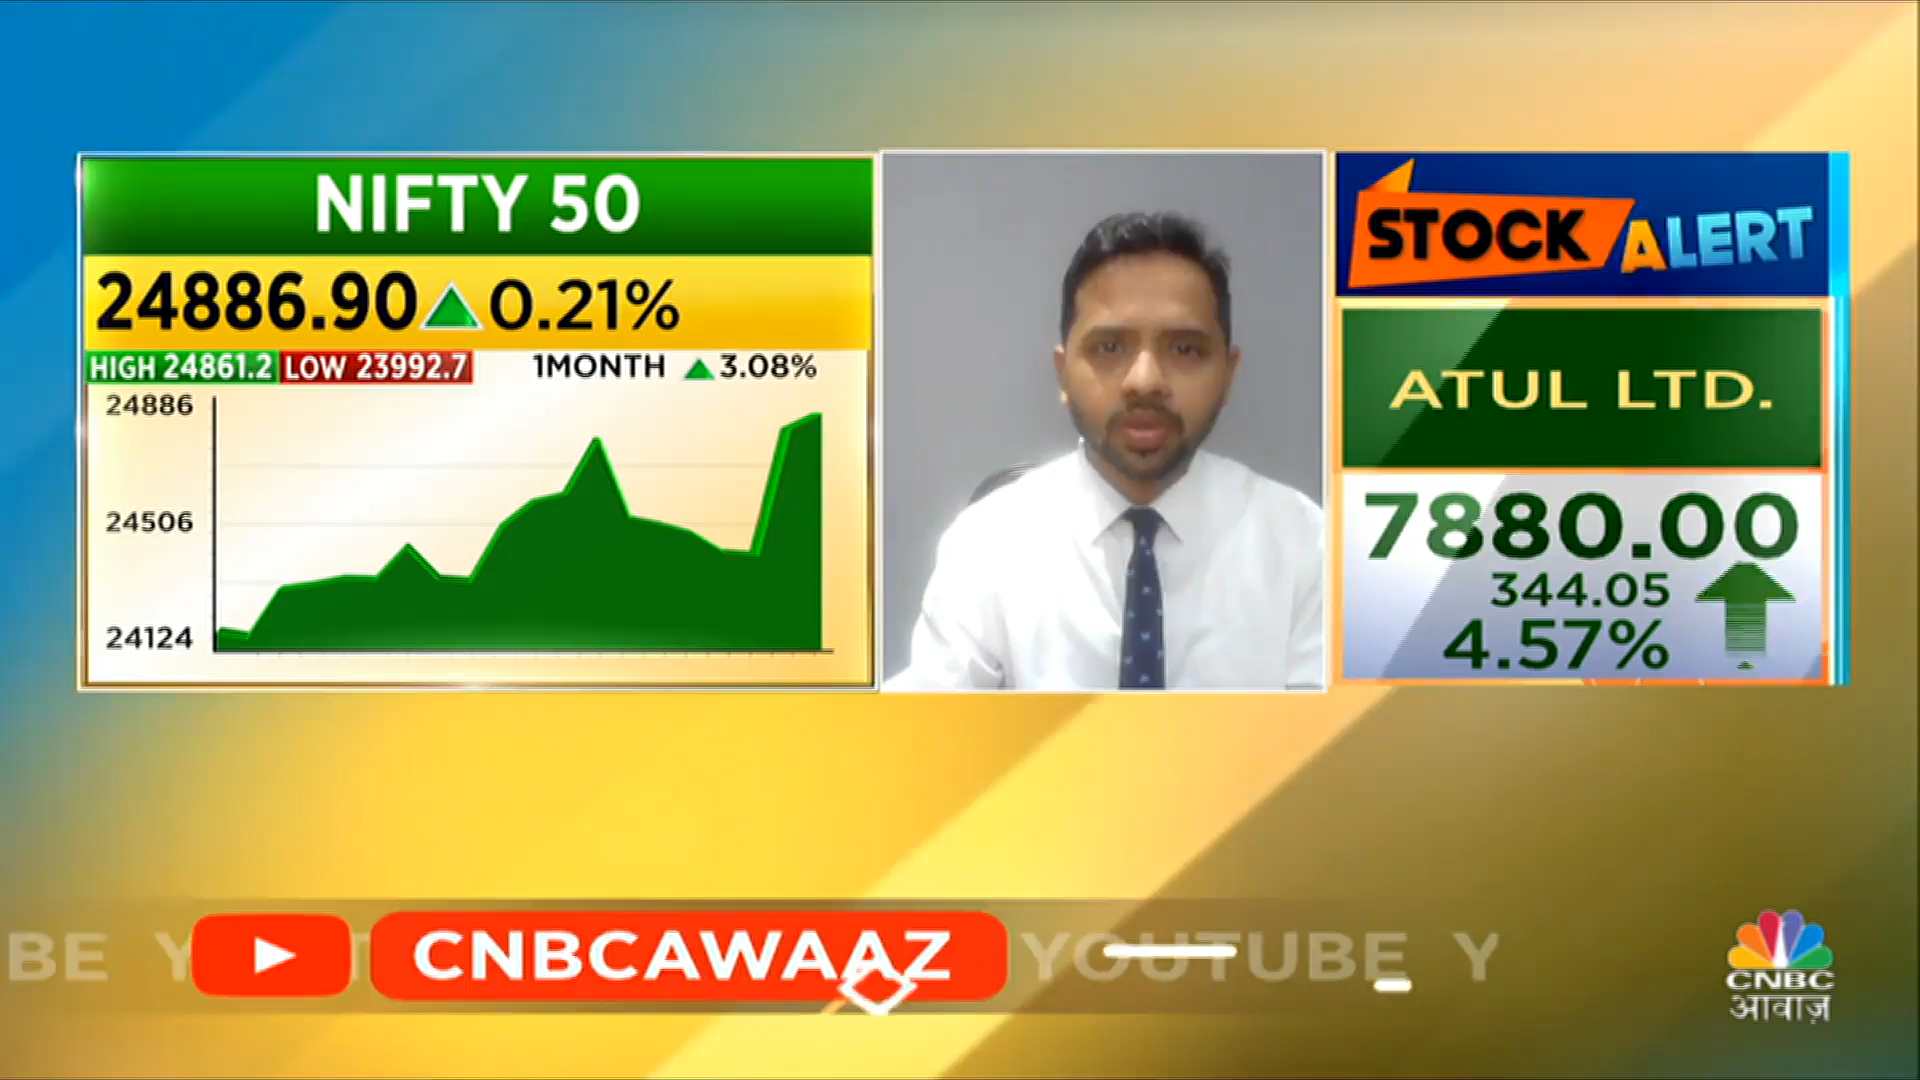 NIFTY 50
24886.90 0.21%
HIGH 24861.2 LOW 23992.7 1MONTH 3.08%
24886
24506
24124
STOCK ALERT
ATUL LTD.
7880.00
344.05
4.57%
BE Y T CNBCAWAAZ YOUTUBE Y
CNBC
आवाज़